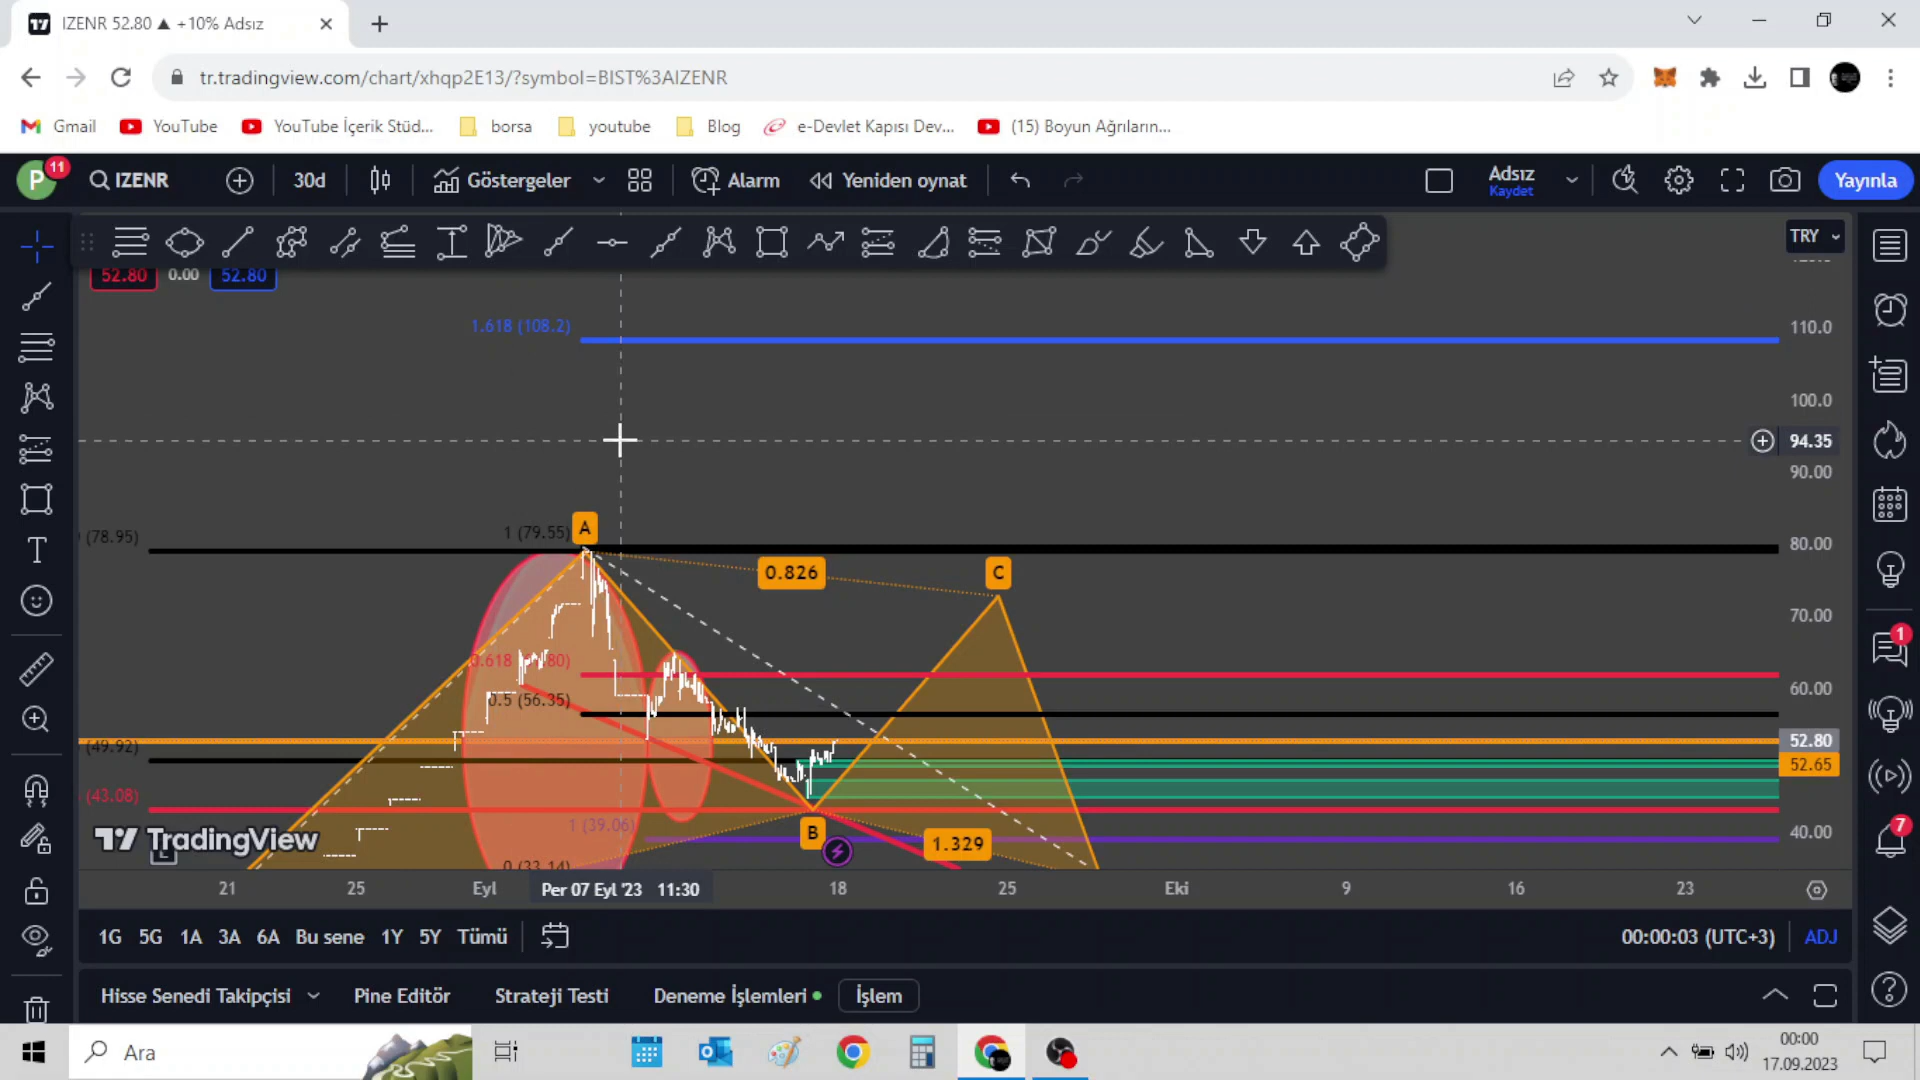 IZENR 52.80 ▲ +10% Adsız
tr.tradingview.com/chart/xhqp2E13/?symbol=BIST%3AIZENR
Gmail
YouTube
YouTube İçerik Stüd...
borsa
youtube
Blog
e-Devlet Kapısı Dev...
(15) Boyun Ağrıların...
P
11
IZENR
30d
Göstergeler
Alarm
Yeniden oynat
Adsız
Kaydet
Yayınla
TRY
52.80
0.00
52.80
1.618 (108.2)
110.0
100.0
94.35
90.00
(78.95)
1 (79.55)
A
80.00
0.826
C
70.00
0.5 (56.35)
60.00
(49.92)
52.80
52.65
(43.08)
1 (39.06)
B
1.329
40.00
TradingView
0 (33.14)
21
25
Eyl
Per 07 Eyl '23 11:30
18
25
Eki
9
16
23
1G
5G
1A
3A
6A
Bu sene
1Y
5Y
Tümü
00:00:03 (UTC+3)
ADJ
Hisse Senedi Takipçisi
Pine Editör
Strateji Testi
Deneme İşlemleri
İşlem
1
7
Ara
00:00
17.09.2023